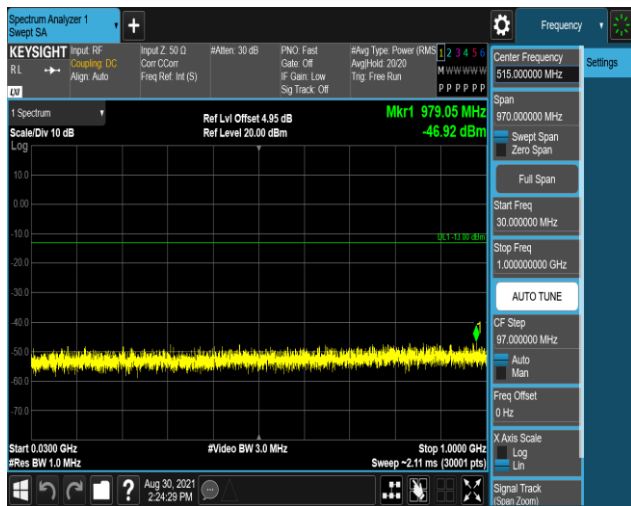 Spectrum Analyzer 1
Swept SA
Frequency
KEYSIGHT
Input: RF
Input Z: 50 Ω
#Atten: 30 dB
PNO: Fast
#Avg Type: Power (RMS
1 2 3 4 5 6
RL
Coupling: DC
Corr CCorr
Gate: Off
Avg|Hold: 20/20
M W W W W W
Align: Auto
Freq Ref: Int (S)
IF Gain: Low
Trig: Free Run
Sig Track: Off
P P P P P P
LXI
1 Spectrum
Ref Lvl Offset 4.95 dB
Mkr1 979.05 MHz
Scale/Div 10 dB
Ref Level 20.00 dBm
-46.92 dBm
Log
10.0
0.00
-10.0
DL1 -13.00 dBm
-20.0
-30.0
-40.0
-50.0
-60.0
-70.0
Start 0.0300 GHz
#Video BW 3.0 MHz
Stop 1.0000 GHz
#Res BW 1.0 MHz
Sweep ~2.11 ms (30001 pts)
Aug 30, 2021
2:24:29 PM
Center Frequency
515.000000 MHz
Settings
Span
970.000000 MHz
Swept Span
Zero Span
Full Span
Start Freq
30.000000 MHz
Stop Freq
1.000000000 GHz
AUTO TUNE
CF Step
97.000000 MHz
Auto
Man
Freq Offset
0 Hz
X Axis Scale
Log
Lin
Signal Track
(Span Zoom)